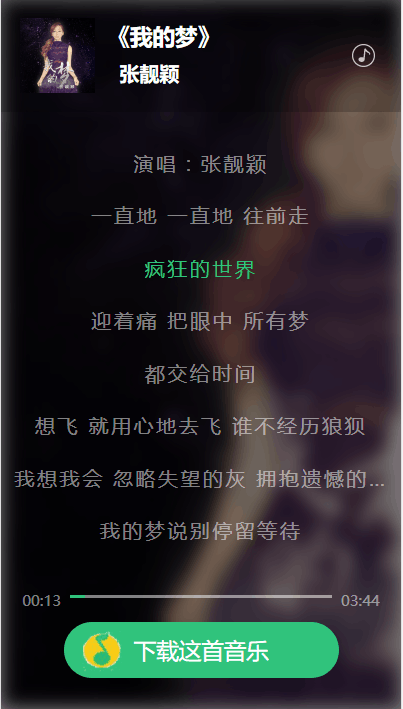 《我的梦》
张靓颖
演唱：张靓颖
一直地 一直地 往前走
疯狂的世界
迎着痛 把眼中 所有梦
都交给时间
想飞 就用心地去飞 谁不经历狼狈
我想我会 忽略失望的灰 拥抱遗憾的...
我的梦说别停留等待
00:13
03:44
下载这首音乐